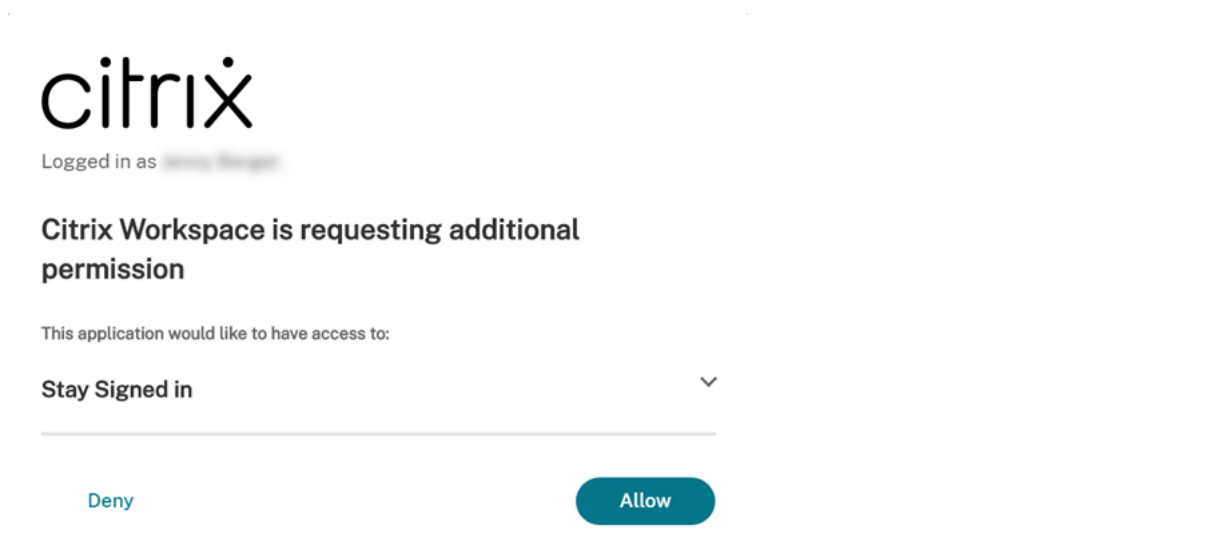 citrix
Logged in as
Citrix Workspace is requesting additional
permission
This application would like to have access to:
Stay Signed in
Deny
Allow